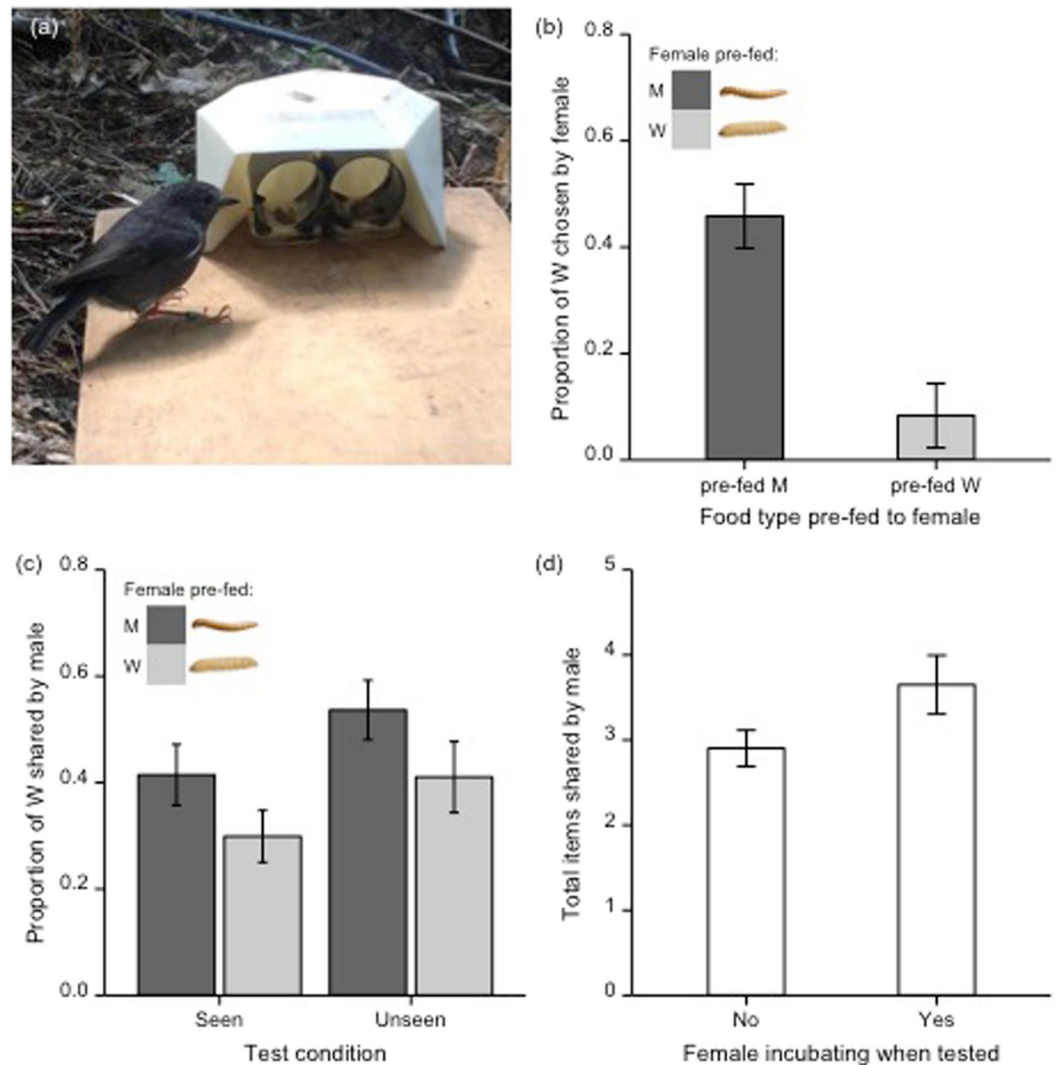 (a)
(b)
Proportion of W chosen by female
0.8
0.6
0.4
0.2
0.0
Female pre-fed:
M
W
pre-fed M
pre-fed W
Food type pre-fed to female
(c)
Proportion of W shared by male
0.8
0.6
0.4
0.2
0.0
Female pre-fed:
M
W
Seen
Unseen
Test condition
(d)
Total items shared by male
5
4
3
2
1
0
No
Yes
Female incubating when tested